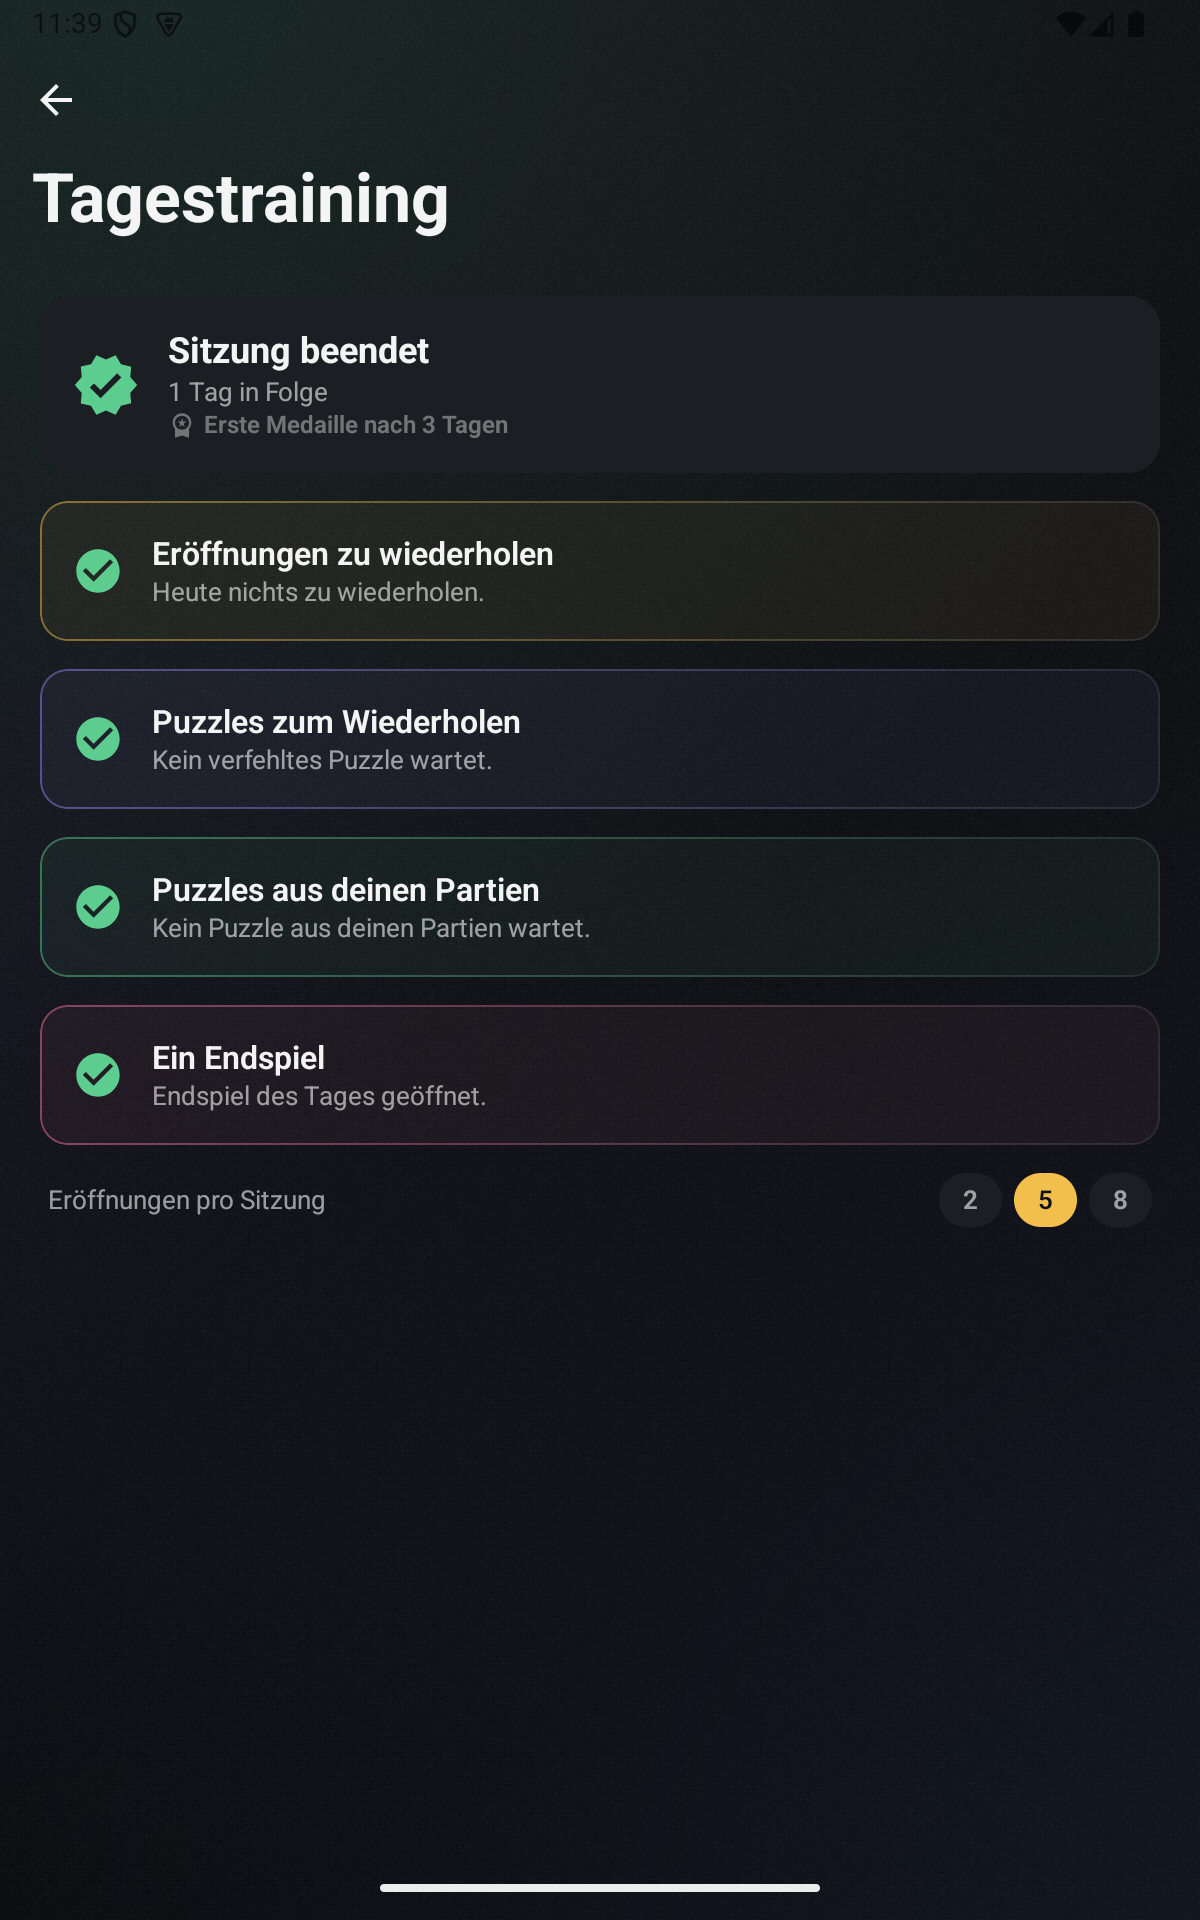 11:39
Tagestraining
Sitzung beendet
1 Tag in Folge
Erste Medaille nach 3 Tagen
Eröffnungen zu wiederholen
Heute nichts zu wiederholen.
Puzzles zum Wiederholen
Kein verfehltes Puzzle wartet.
Puzzles aus deinen Partien
Kein Puzzle aus deinen Partien wartet.
Ein Endspiel
Endspiel des Tages geöffnet.
Eröffnungen pro Sitzung 2 5 8